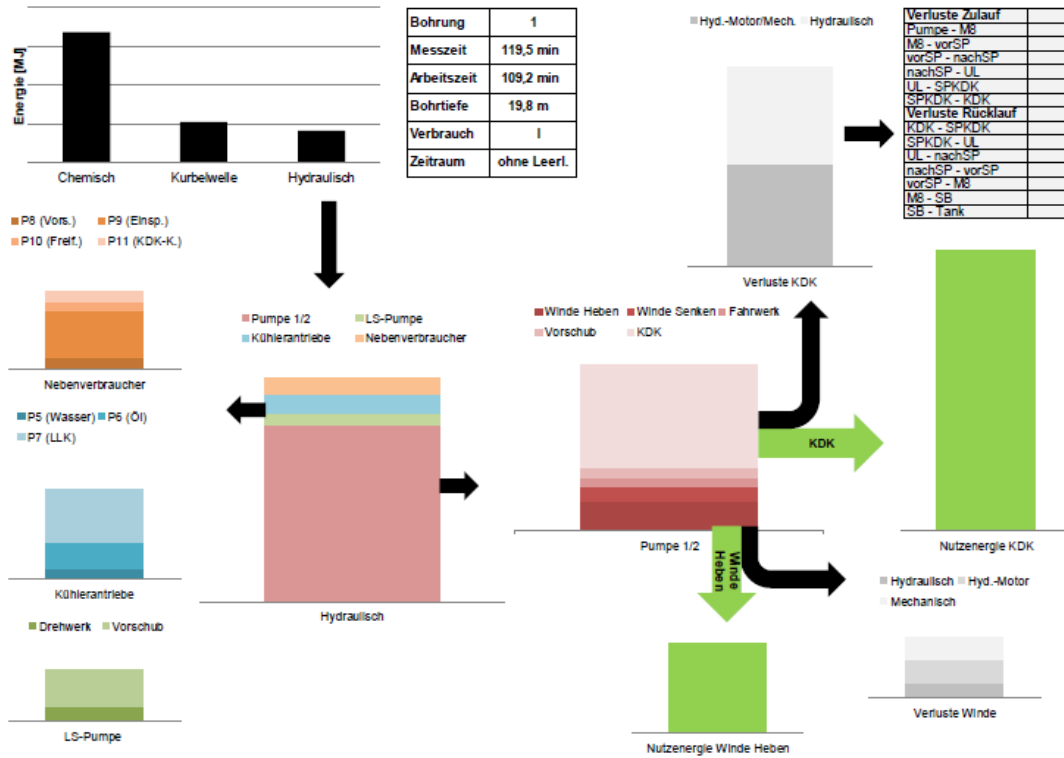 Energie [MJ]
Chemisch
Kurbelwelle
Hydraulisch
Bohrung 1
Messzeit 119,5 min
Arbeitszeit 109,2 min
Bohrtiefe 19,8 m
Verbrauch l
Zeitraum ohne Leerl.
Hyd.-Motor/Mech. Hydraulisch
Verluste KDK
Verluste Zulauf
Pumpe - M8
M8 - vorSP
vorSP - nachSP
nachSP - UL
UL - SPKDK
SPKDK - KDK
Verluste Rücklauf
KDK - SPKDK
SPKDK - UL
UL - nachSP
nachSP - vorSP
vorSP - M8
M8 - SB
SB - Tank
P8 (Vors.) P9 (Einsp.)
P10 (Freif.) P11 (KDK-K.)
Nebenverbraucher
P5 (Wasser) P6 (Öl)
P7 (LLK)
Kühlerantriebe
Drehwerk Vorschub
LS-Pumpe
Pumpe 1/2 LS-Pumpe
Kühlerantriebe Nebenverbraucher
Hydraulisch
Winde Heben Winde Senken Fahrwerk
Vorschub KDK
Pumpe 1/2
KDK
Winde
Heben
Nutzenergie KDK
Nutzenergie Winde Heben
Hydraulisch Hyd.-Motor
Mechanisch
Verluste Winde